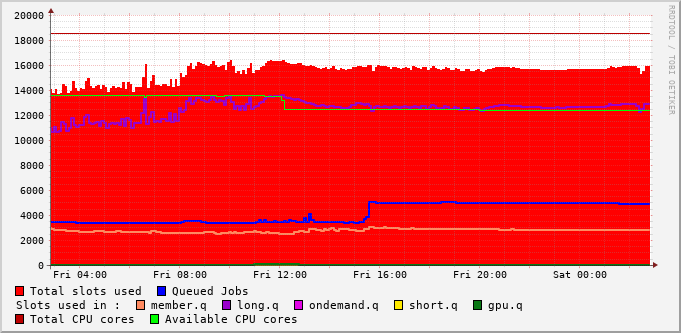 RRDTOOL / TOBI OETIKER
20000
18000
16000
14000
12000
10000
8000
6000
4000
2000
0
Fri 04:00 Fri 08:00 Fri 12:00 Fri 16:00 Fri 20:00 Sat 00:00
Total slots used Queued Jobs
Slots used in : member.q long.q ondemand.q short.q gpu.q
Total CPU cores Available CPU cores